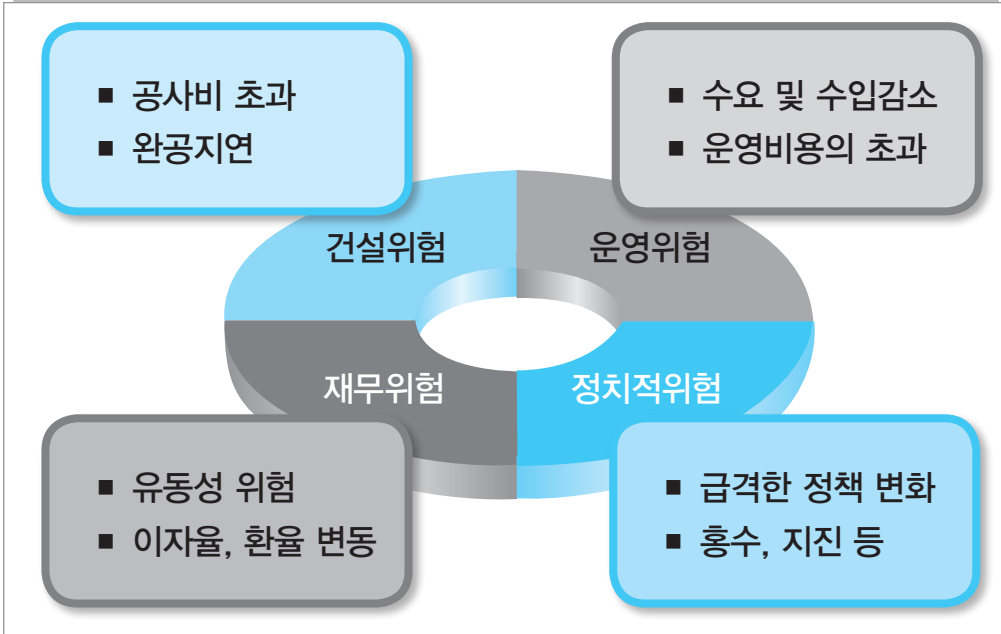 ■ 공사비 초과
■ 완공지연
■ 수요 및 수입감소
■ 운영비용의 초과
건설위험
운영위험
재무위험
정치적위험
■ 유동성 위험
■ 이자율, 환율 변동
■ 급격한 정책 변화
■ 홍수, 지진 등